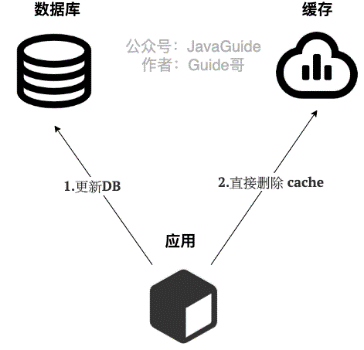 数据库
缓存
公众号：JavaGuide
作者：Guide哥
1.更新DB
2.直接删除 cache
应用